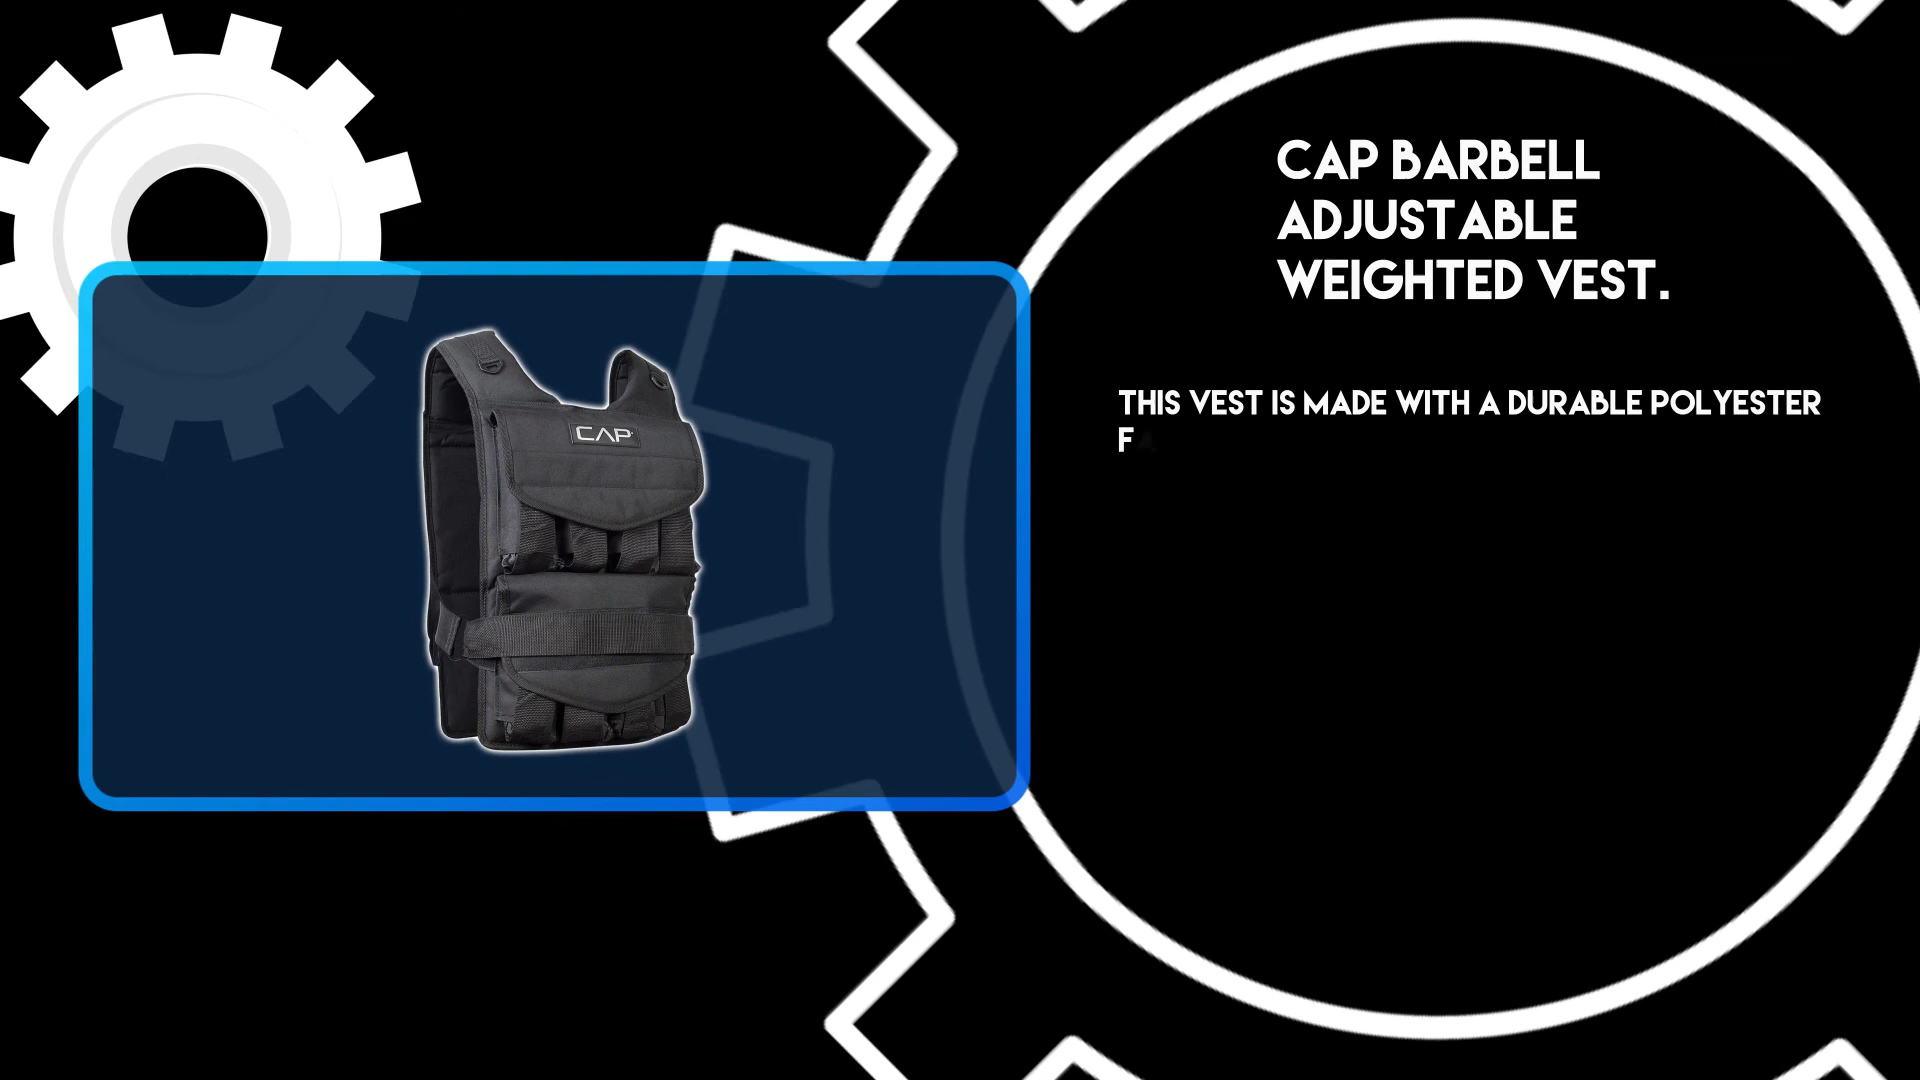 CAP BARBELL
ADJUSTABLE
WEIGHTED VEST.
CAP
THIS VEST IS MADE WITH A DURABLE POLYESTER
F